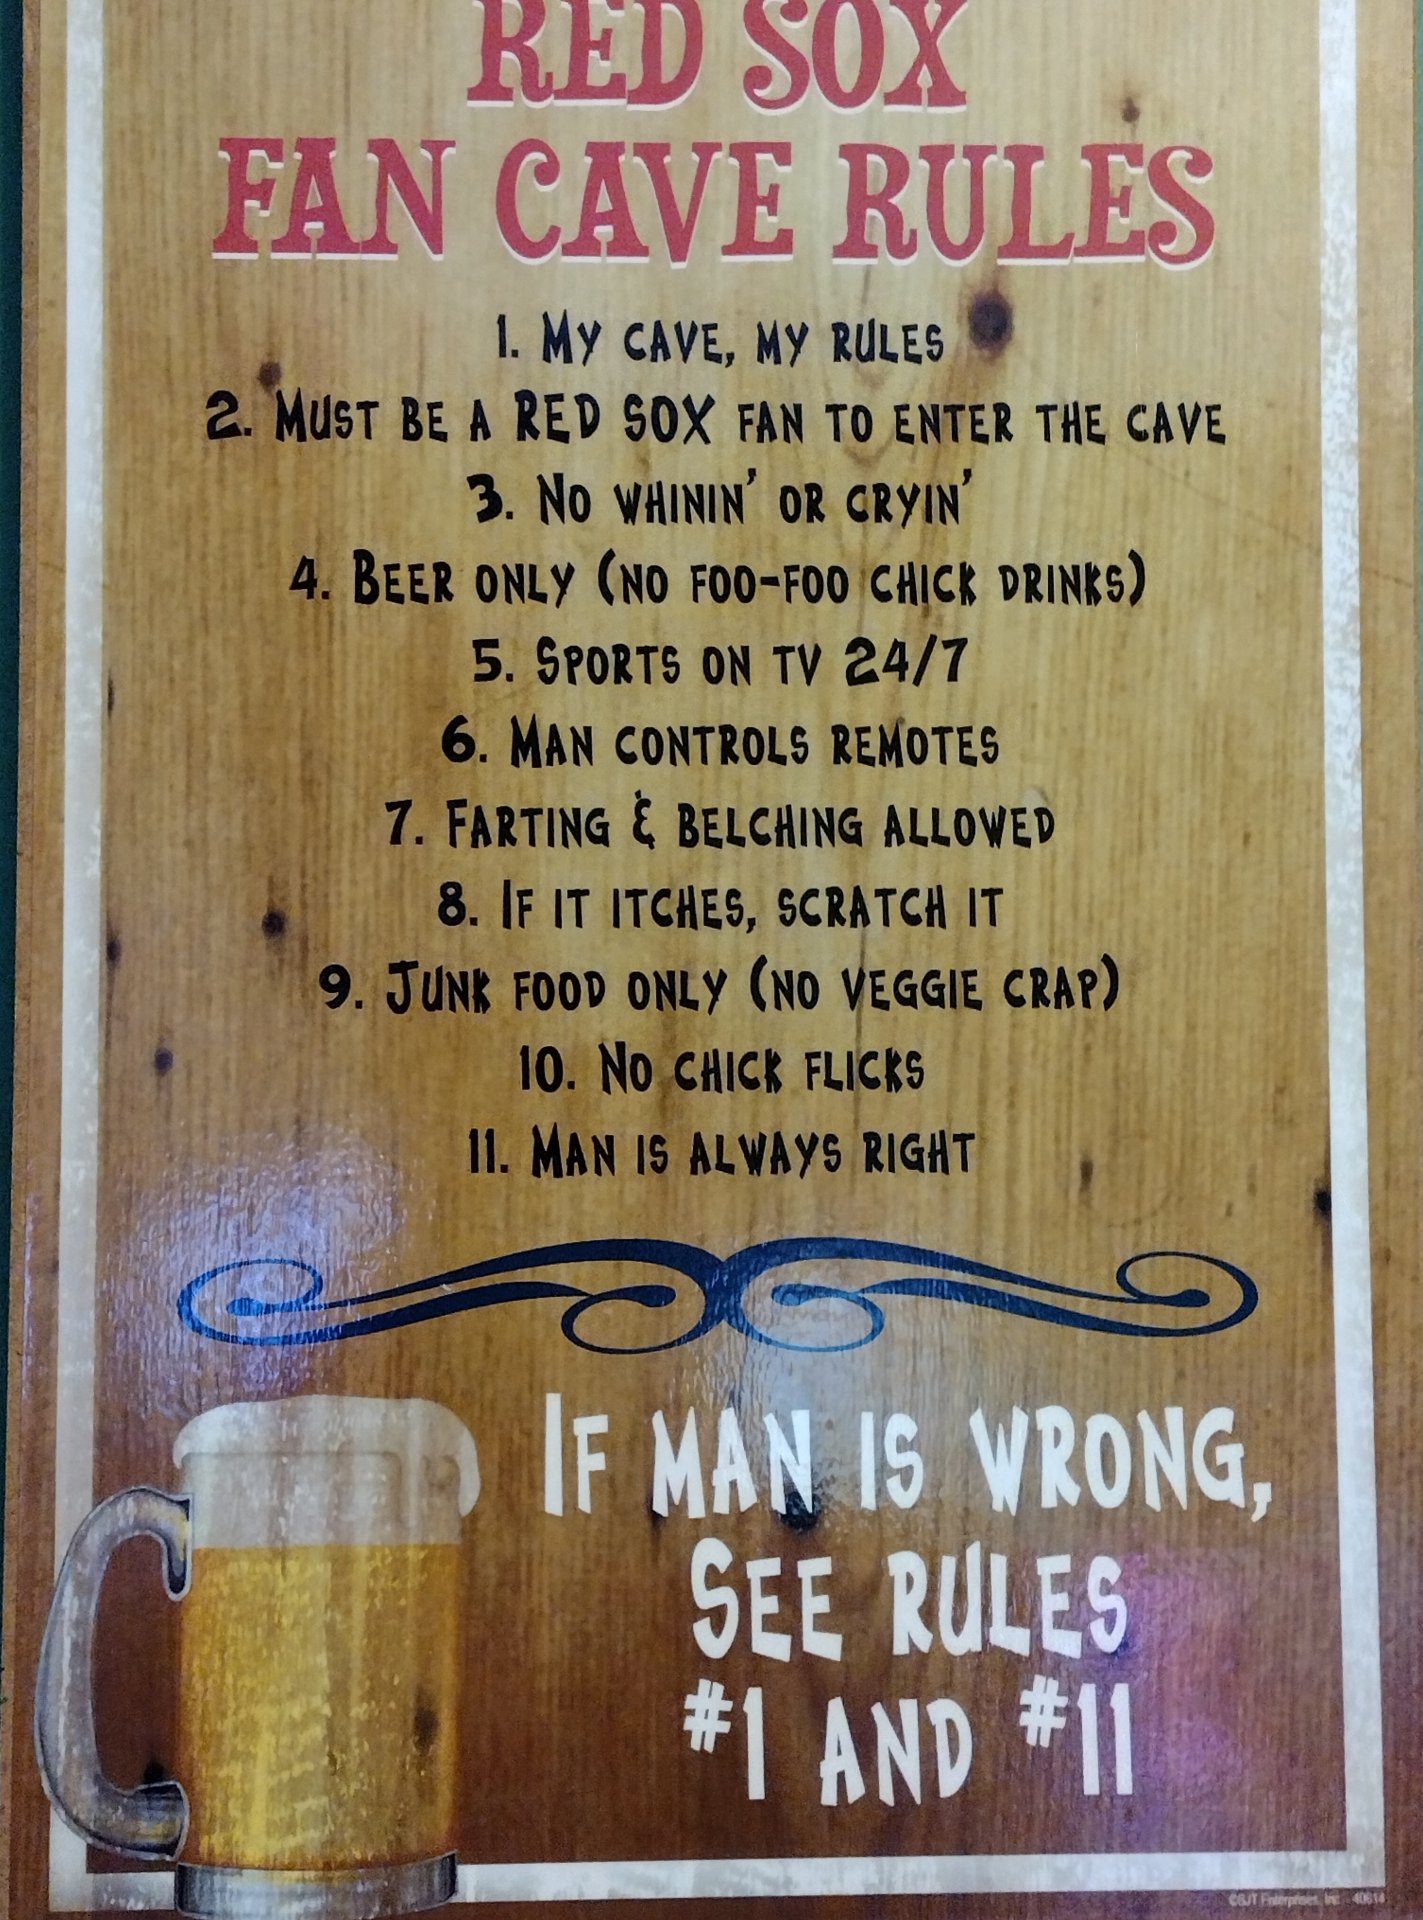 RED SOX
FAN CAVE RULES
1. MY CAVE, MY RULES
2. MUST BE A RED SOX FAN TO ENTER THE CAVE
3. NO WHININ' OR CRYIN'
4. BEER ONLY (NO FOO-FOO CHICK DRINKS)
5. SPORTS ON TV 24/7
6. MAN CONTROLS REMOTES
7. FARTING & BELCHING ALLOWED
8. IF IT ITCHES, SCRATCH IT
9. JUNK FOOD ONLY (NO VEGGIE CRAP)
10. NO CHICK FLICKS
11. MAN IS ALWAYS RIGHT
IF MAN IS WRONG,
SEE RULES
#1 AND #11
©SJT Enterprises, Inc 40614